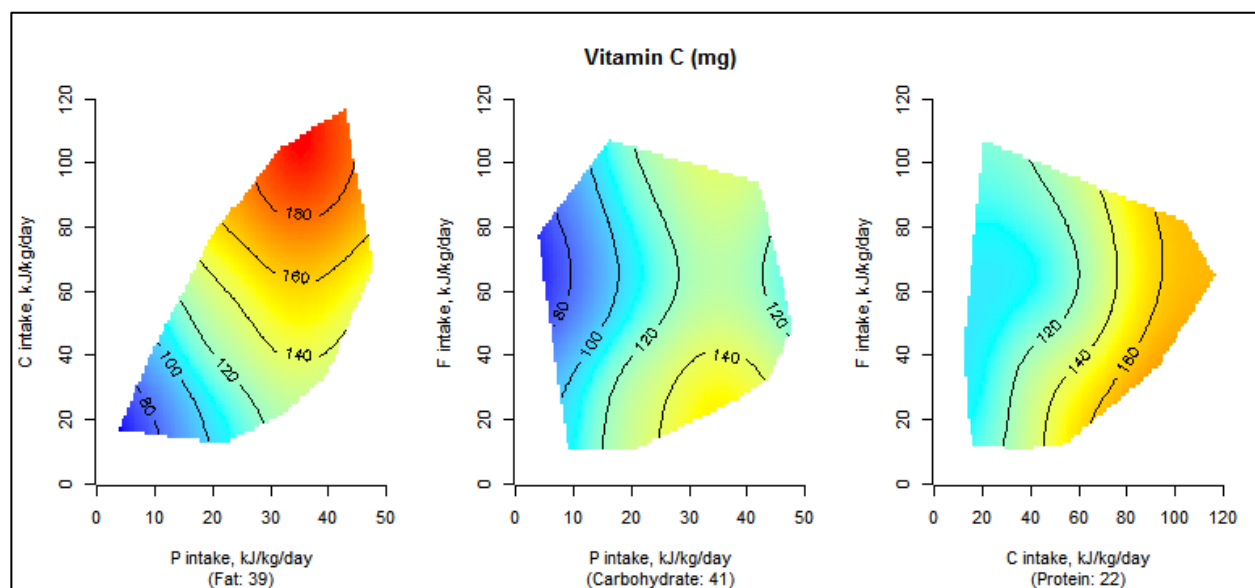 Vitamin C (mg)
C intake, kJ/kg/day
120
100
80
60
40
20
0
180
160
140
120
100
80
0 10 20 30 40 50
P intake, kJ/kg/day
(Fat: 39)
F intake, kJ/kg/day
120
100
80
60
40
20
0
80
100
120
140
120
0 10 20 30 40 50
P intake, kJ/kg/day
(Carbohydrate: 41)
F intake, kJ/kg/day
120
100
80
60
40
20
0
120
140
160
0 20 40 60 80 100 120
C intake, kJ/kg/day
(Protein: 22)